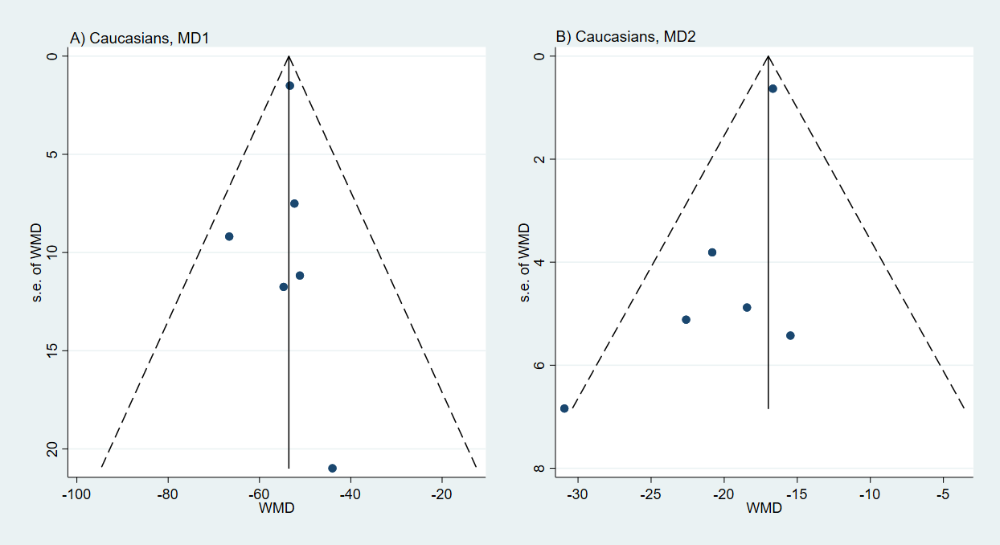 A) Caucasians, MD1
0
5
10
15
20
s.e. of WMD
-100 -80 -60 -40 -20
WMD
B) Caucasians, MD2
0
2
4
6
8
s.e. of WMD
-30 -25 -20 -15 -10 -5
WMD